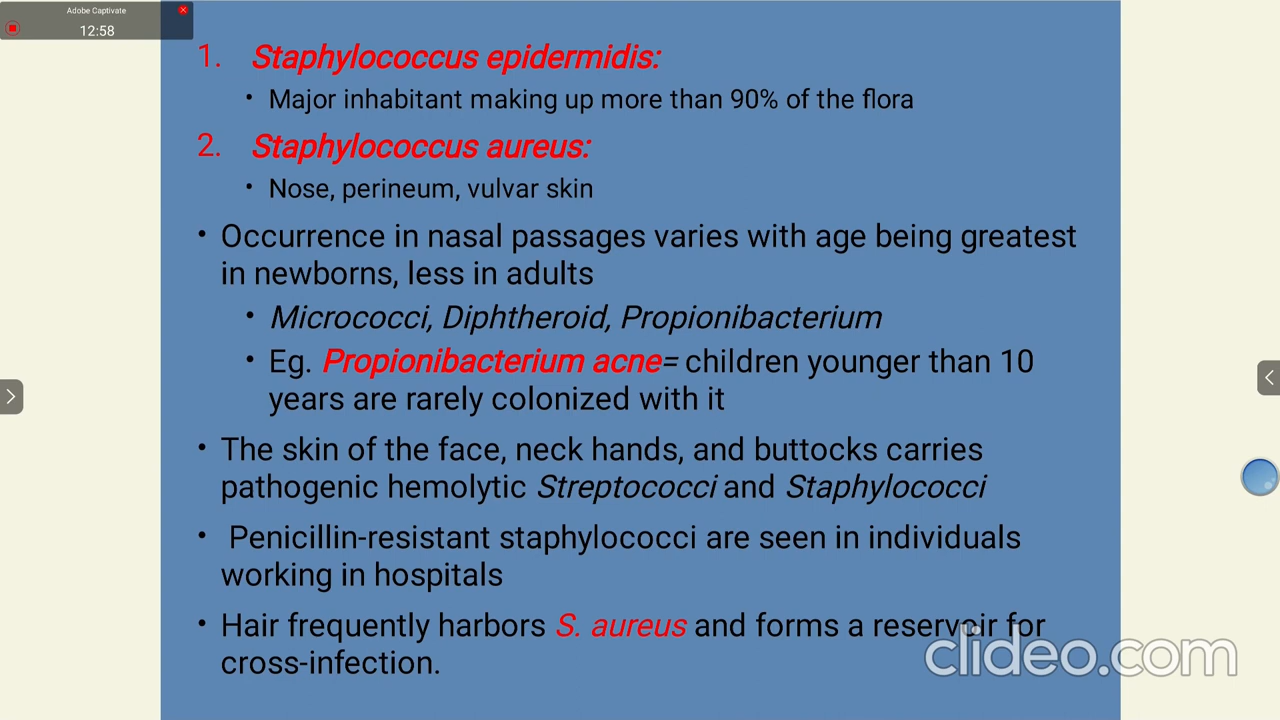 Adobe Captivate
12:58
1. Staphylococcus epidermidis:
• Major inhabitant making up more than 90% of the flora
2. Staphylococcus aureus:
• Nose, perineum, vulvar skin
• Occurrence in nasal passages varies with age being greatest
in newborns, less in adults
• Micrococci, Diphtheroid, Propionibacterium
• Eg. Propionibacterium acne= children younger than 10
years are rarely colonized with it
• The skin of the face, neck hands, and buttocks carries
pathogenic hemolytic Streptococci and Staphylococci
• Penicillin-resistant staphylococci are seen in individuals
working in hospitals
• Hair frequently harbors S. aureus and forms a reservoir for
cross-infection.
clideo.com